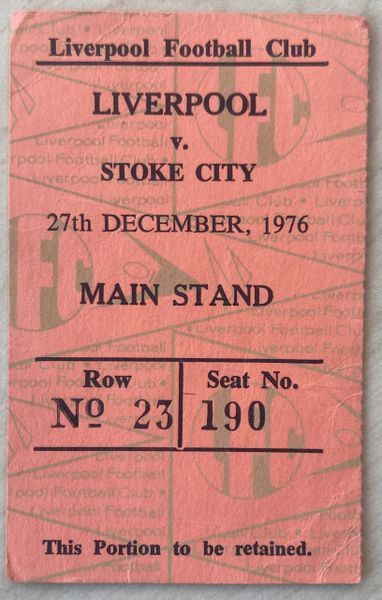 Liverpool Football Club
LIVERPOOL
v.
STOKE CITY
27th DECEMBER, 1976
MAIN STAND
Row Seat No.
Nº 23 190
This Portion to be retained.